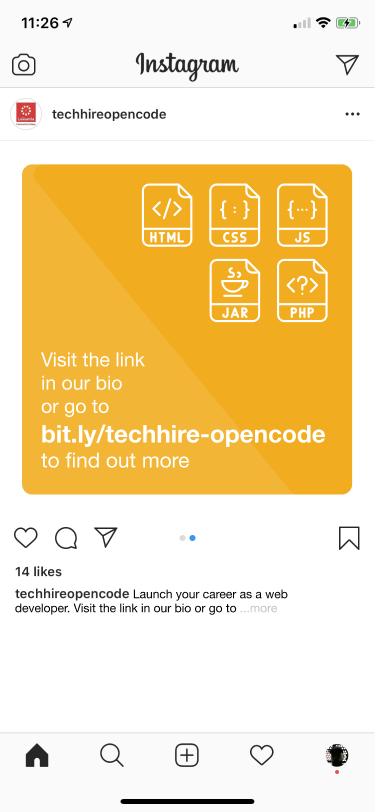 11:26
Instagram
techhireopencode
</>
HTML
{ : }
CSS
{...}
JS
JAR
<?>
PHP
Visit the link
in our bio
or go to
bit.ly/techhire-opencode
to find out more
14 likes
techhireopencode Launch your career as a web
developer. Visit the link in our bio or go to ...more